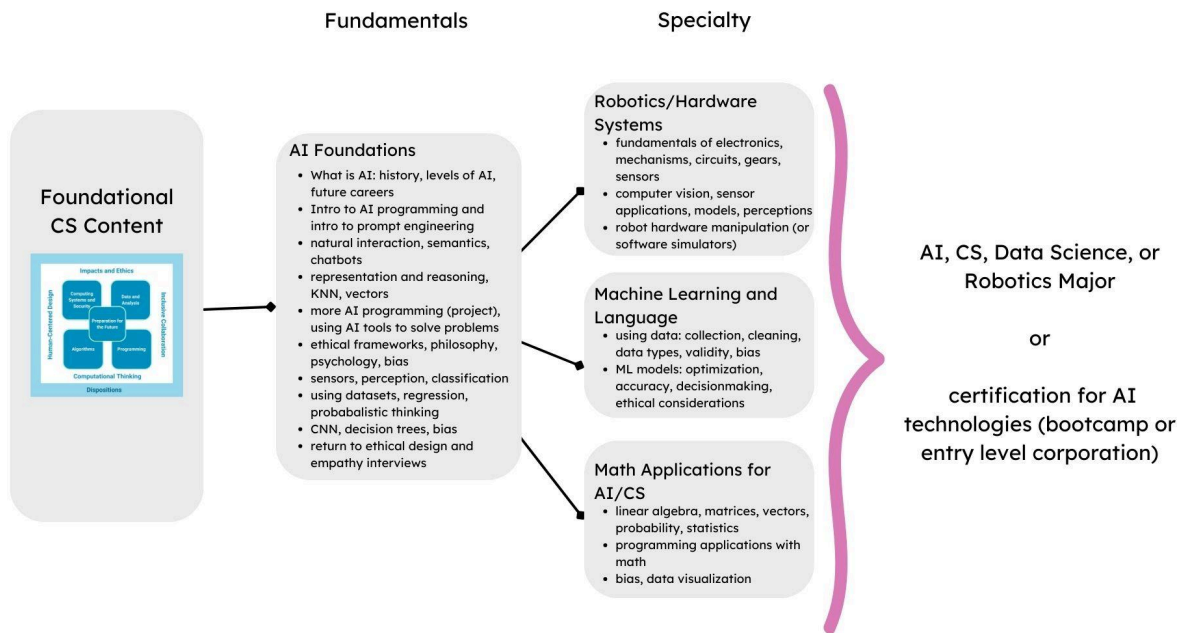 Fundamentals
Specialty
Foundational
CS Content
Impacts and Ethics
Human-Centered Design
Computing
Systems and
Security
Data and
Analysis
Preparation for
the Future
Algorithms
Programming
Inclusive Collaboration
Computational Thinking
Dispositions
AI Foundations
• What is AI: history, levels of AI,
future careers
• Intro to AI programming and
intro to prompt engineering
• natural interaction, semantics,
chatbots
• representation and reasoning,
KNN, vectors
• more AI programming (project),
using AI tools to solve problems
• ethical frameworks, philosophy,
psychology, bias
• sensors, perception, classification
• using datasets, regression,
probabalistic thinking
• CNN, decision trees, bias
• return to ethical design and
empathy interviews
Robotics/Hardware
Systems
• fundamentals of electronics,
mechanisms, circuits, gears,
sensors
• computer vision, sensor
applications, models, perceptions
• robot hardware manipulation (or
software simulators)
Machine Learning and
Language
• using data: collection, cleaning,
data types, validity, bias
• ML models: optimization,
accuracy, decisionmaking,
ethical considerations
Math Applications for
AI/CS
• linear algebra, matrices, vectors,
probability, statistics
• programming applications with
math
• bias, data visualization
AI, CS, Data Science, or
Robotics Major
or
certification for AI
technologies (bootcamp or
entry level corporation)